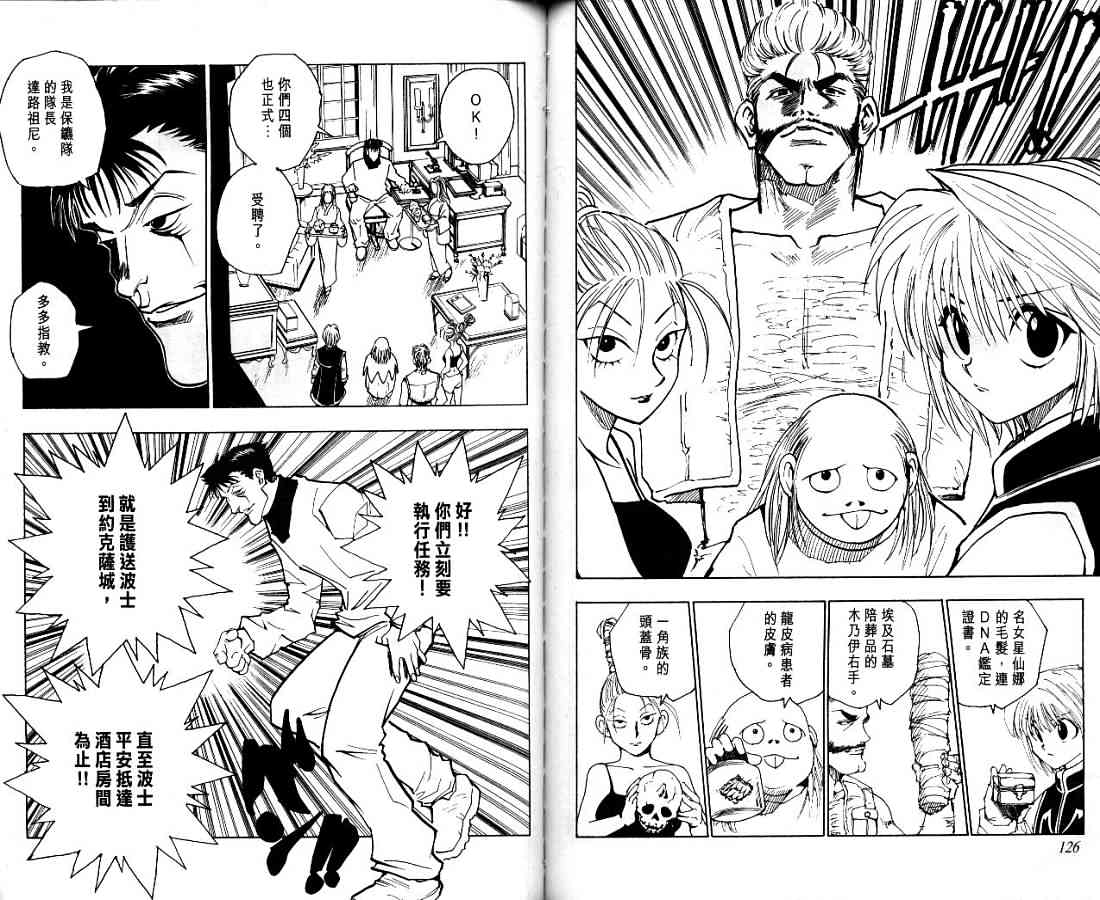 名女星仙娜
的毛髮，連
DNA鑑定
證書。
埃及石墓
陪葬品的
木乃伊右手。
龍皮病患者
的皮膚。
一角族的
頭蓋骨。
126
OK！
你們四個
也正式…
受聘了。
我是保鑣隊
的隊長
達路祖尼。
多多指教。
好!!
你們立刻要
執行任務！
就是護送波士
到約克薩城，
直至波士
平安抵達
酒店房間
為止!!